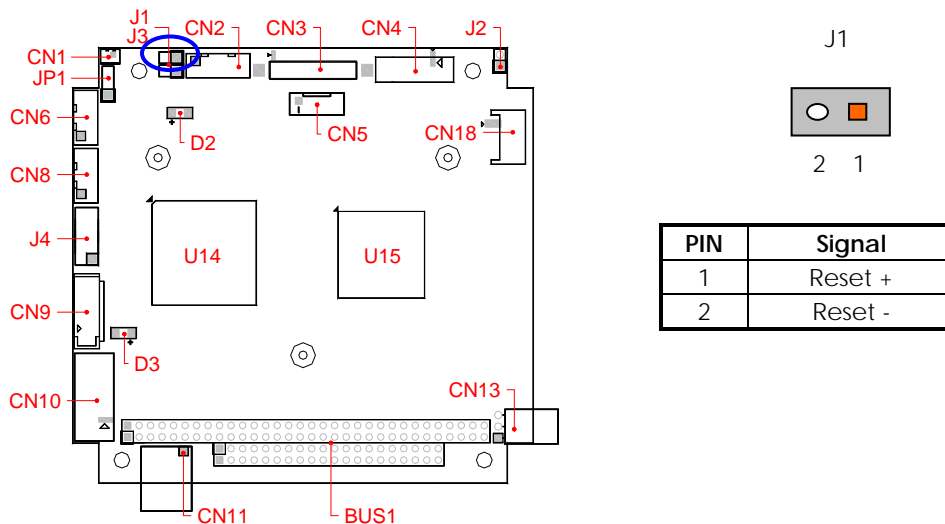 J1
J3
CN2
CN3
CN4
J2
CN1
JP1
CN6
D2
CN5
CN18
CN8
J4
U14
U15
CN9
D3
CN10
CN13
CN11
BUS1
J1
2 1
PIN Signal
1 Reset +
2 Reset -